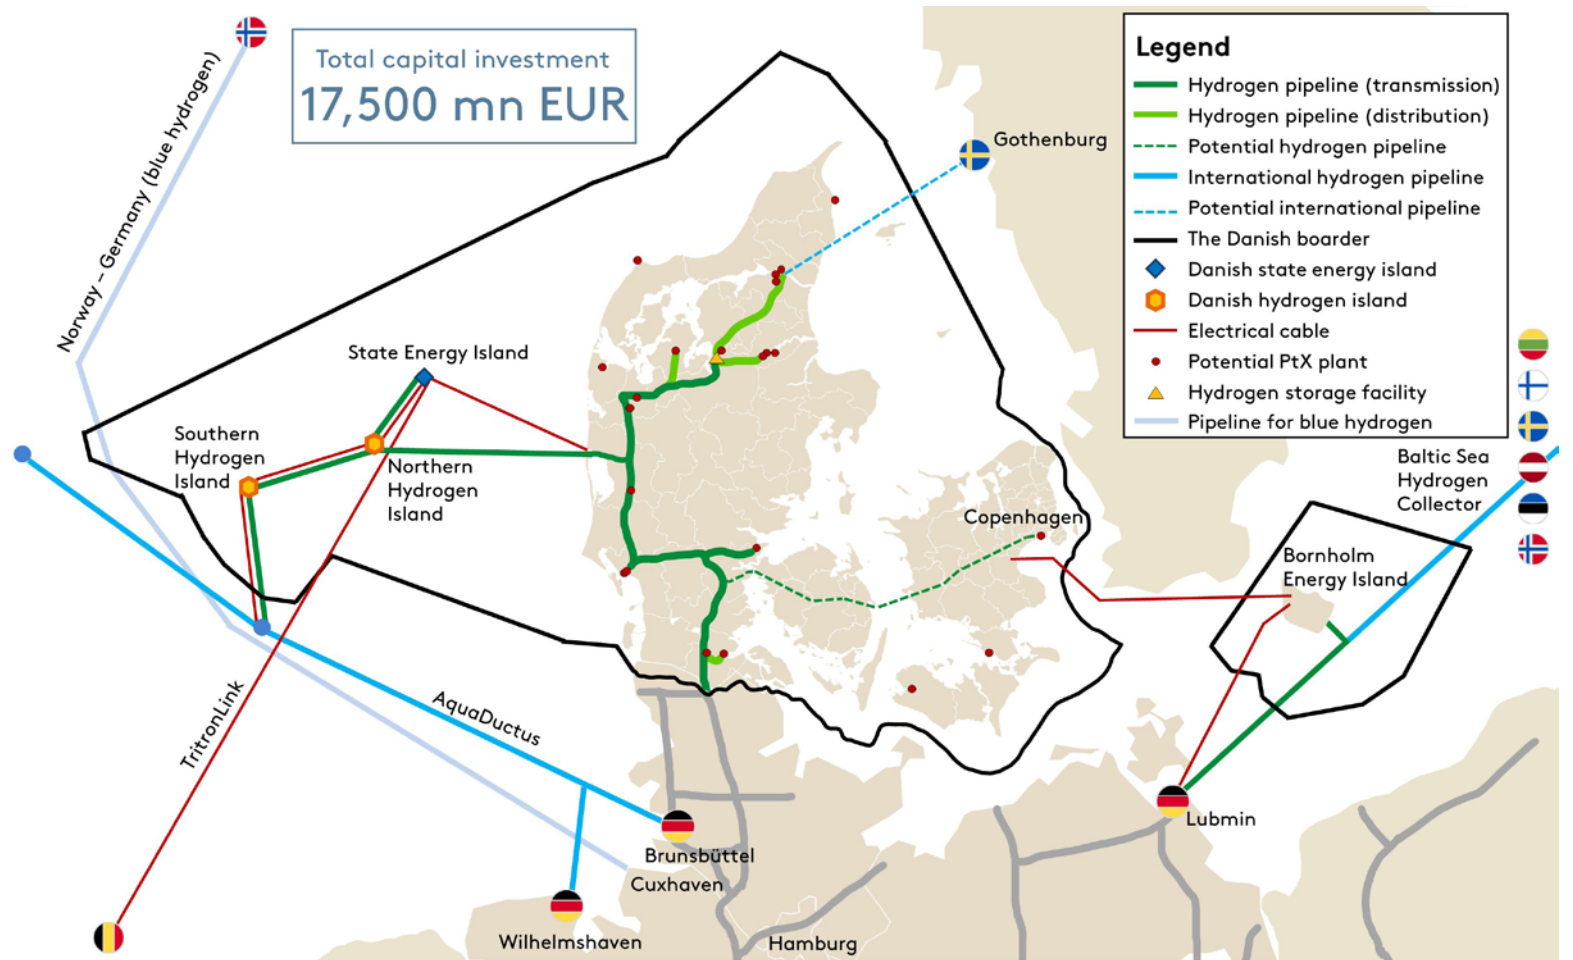 Total capital investment
17,500 mn EUR
Legend
Hydrogen pipeline (transmission)
Hydrogen pipeline (distribution)
Potential hydrogen pipeline
International hydrogen pipeline
Potential international pipeline
The Danish boarder
Danish state energy island
Danish hydrogen island
Electrical cable
Potential PtX plant
Hydrogen storage facility
Pipeline for blue hydrogen
Norway - Germany (blue hydrogen)
Gothenburg
State Energy Island
Southern
Hydrogen
Island
Northern
Hydrogen
Island
Copenhagen
Baltic Sea
Hydrogen
Collector
Bornholm
Energy Island
TritronLink
AquaDuctus
Lubmin
Brunsbüttel
Cuxhaven
Wilhelmshaven
Hamburg